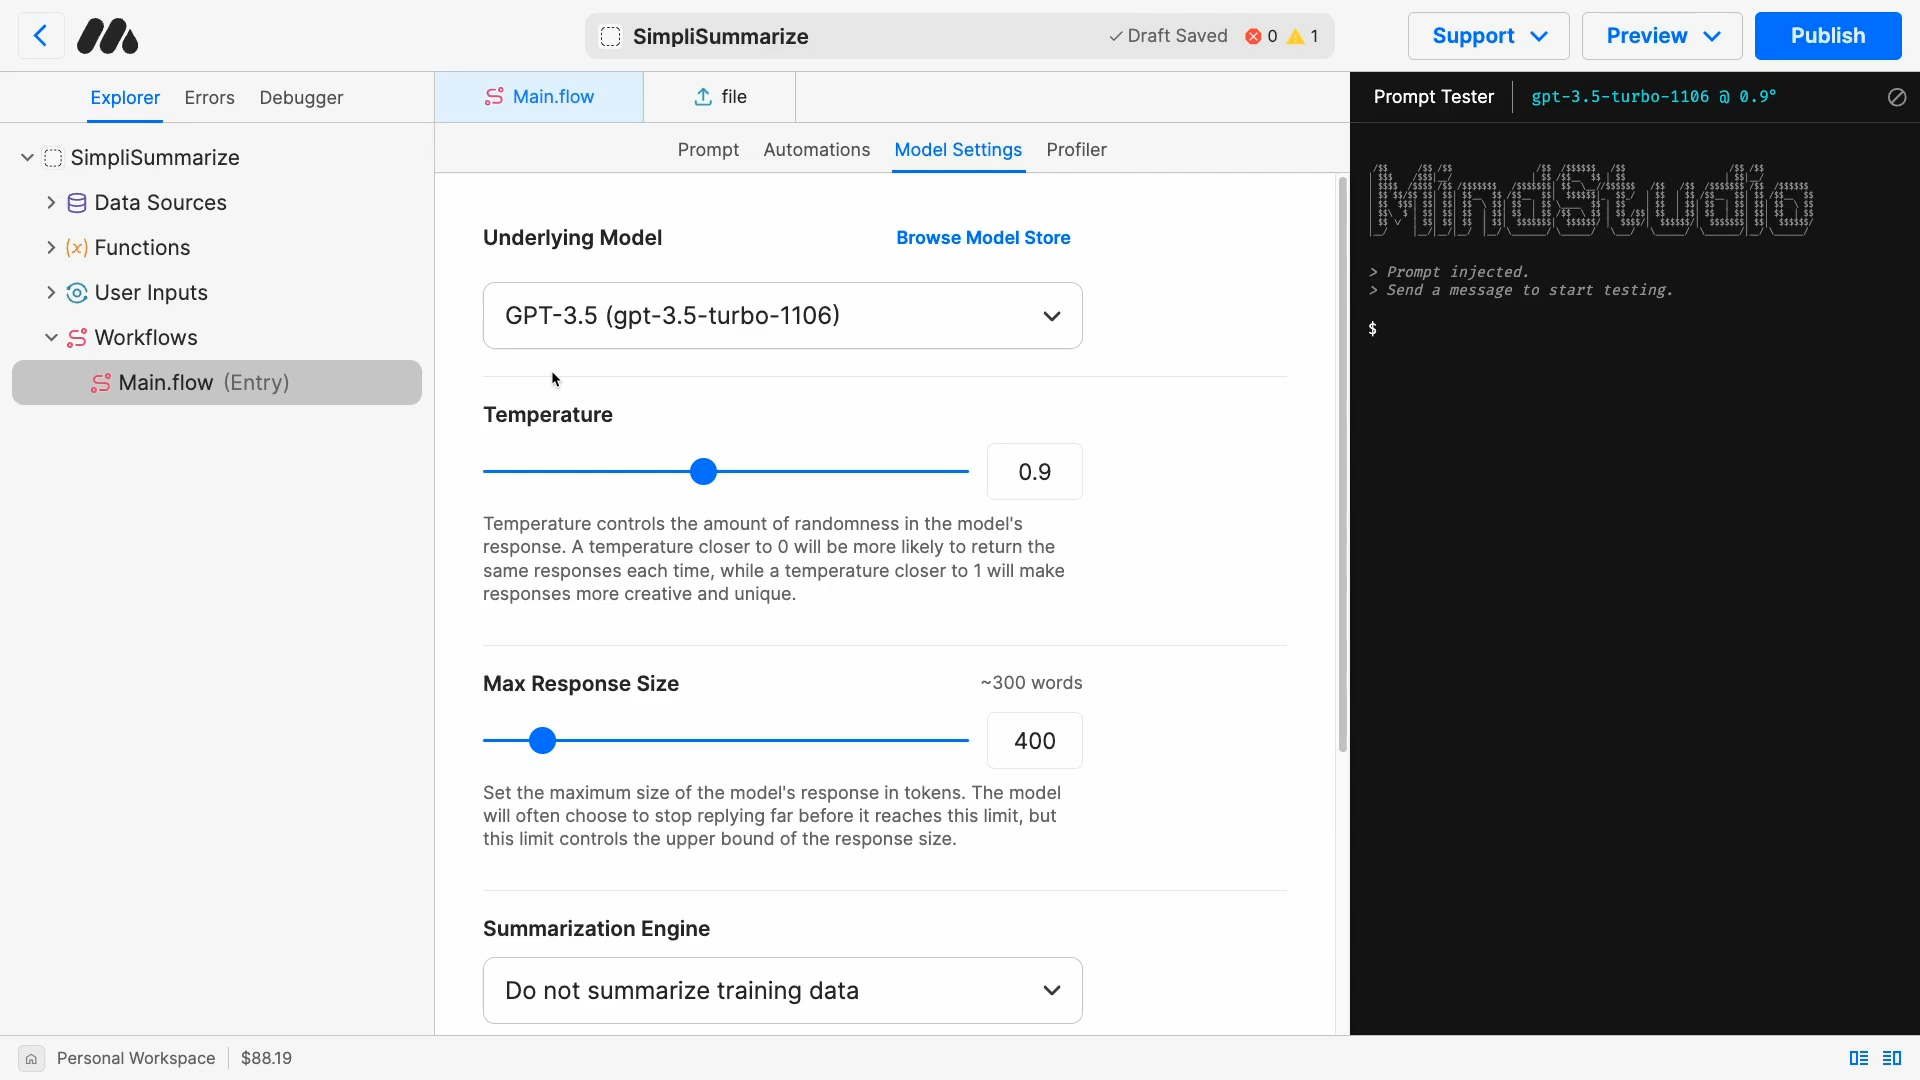 SimpliSummarize
Draft Saved 0 1
Support
Preview
Publish
Explorer
Errors
Debugger
Main.flow
file
Prompt Tester
gpt-3.5-turbo-1106 @ 0.9°
SimpliSummarize
Data Sources
Functions
User Inputs
Workflows
Main.flow (Entry)
Prompt
Automations
Model Settings
Profiler
Underlying Model
Browse Model Store
GPT-3.5 (gpt-3.5-turbo-1106)
Temperature
0.9
Temperature controls the amount of randomness in the model's
response. A temperature closer to 0 will be more likely to return the
same responses each time, while a temperature closer to 1 will make
responses more creative and unique.
Max Response Size
~300 words
400
Set the maximum size of the model's response in tokens. The model
will often choose to stop replying far before it reaches this limit, but
this limit controls the upper bound of the response size.
Summarization Engine
Do not summarize training data
MindStudio
> Prompt injected.
> Send a message to start testing.
$
Personal Workspace
$88.19